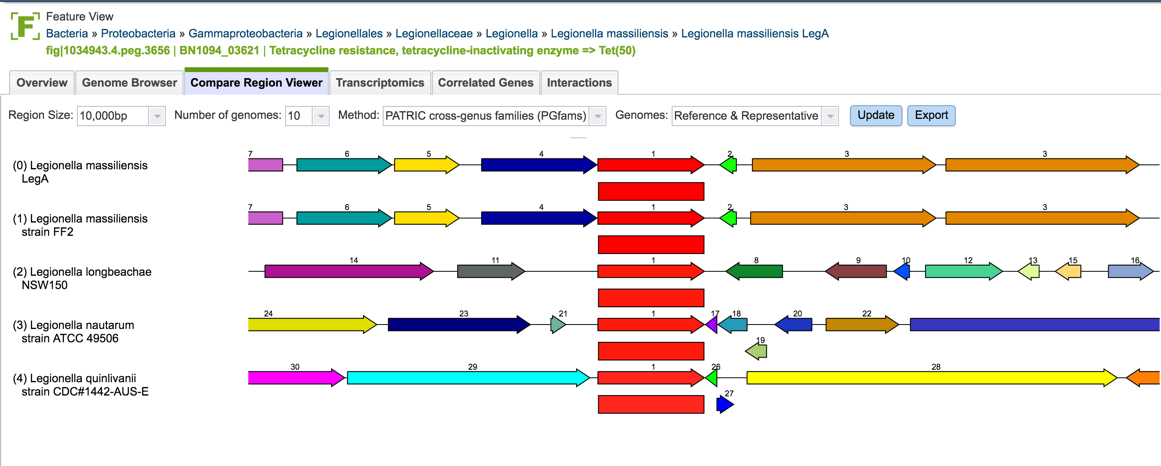 Feature View
Bacteria » Proteobacteria » Gammaproteobacteria » Legionellales » Legionellaceae » Legionella » Legionella massiliensis » Legionella massiliensis LegA
fig|1034943.4.peg.3656 | BN1094_03621 | Tetracycline resistance, tetracycline-inactivating enzyme => Tet(50)
Overview Genome Browser Compare Region Viewer Transcriptomics Correlated Genes Interactions
Region Size: 10,000bp Number of genomes: 10 Method: PATRIC cross-genus families (PGfams) Genomes: Reference & Representative Update Export
7 6 5 4 1 2 3 3
(0) Legionella massiliensis
LegA
7 6 5 4 1 2 3 3
(1) Legionella massiliensis
strain FF2
14 11 1 8 9 10 12 13 15 16
(2) Legionella longbeachae
NSW150
24 23 21 1 17 18 20 22
(3) Legionella nautarum
strain ATCC 49506
19
30 29 1 26 28
(4) Legionella quinlivanii
strain CDC#1442-AUS-E
27